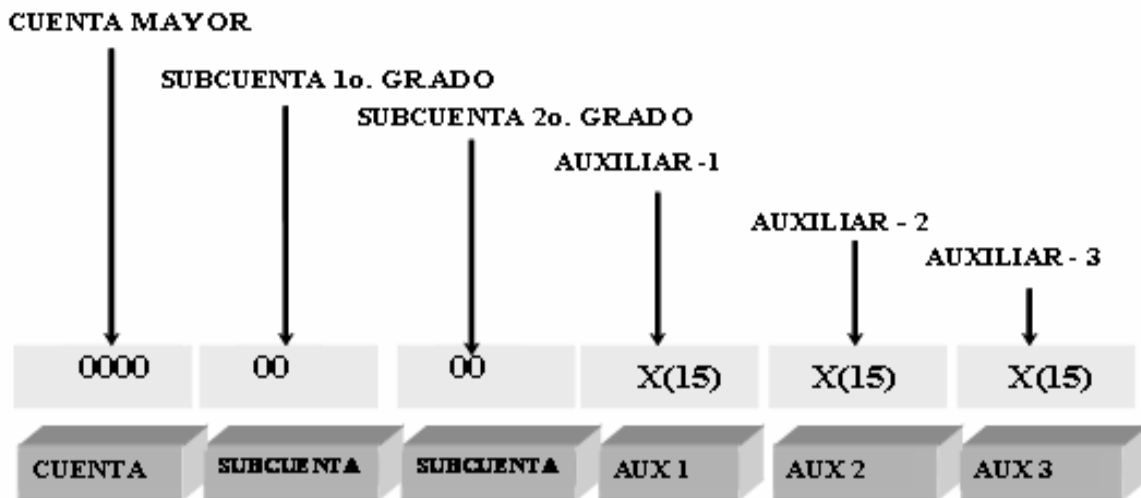 CUENTA MAYOR
SUBCUENTA 1o. GRADO
SUBCUENTA 2o. GRADO
AUXILIAR -1
AUXILIAR - 2
AUXILIAR - 3
0000 00 00 X(15) X(15) X(15)
CUENTA SUBCUENTA SUBCUENTA AUX 1 AUX 2 AUX 3